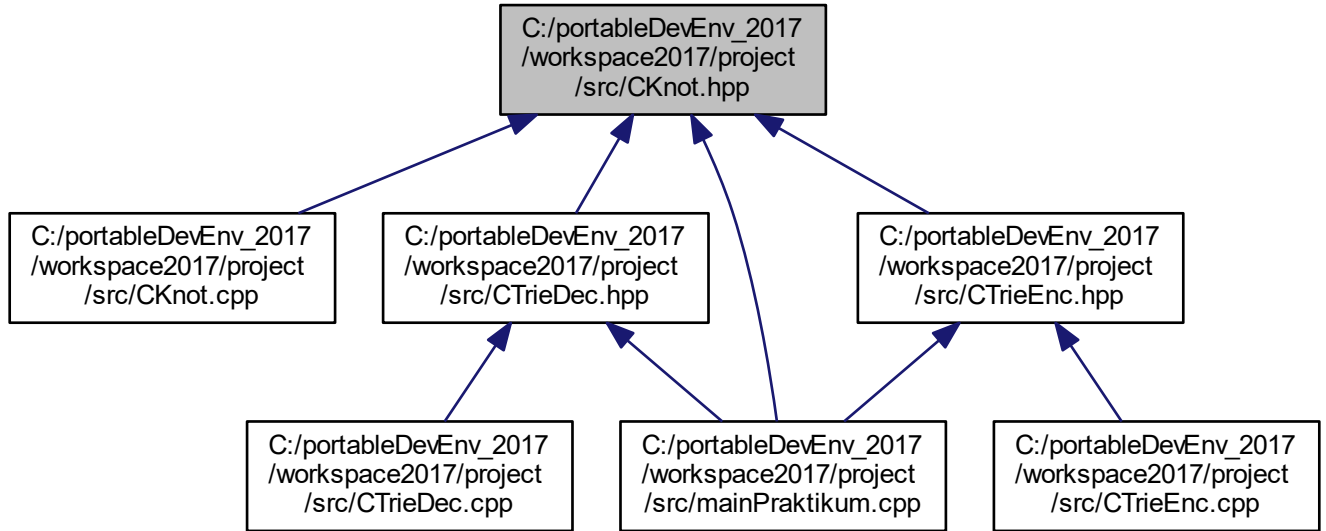 C:/portableDevEnv_2017
/workspace2017/project
/src/CKnot.hpp
C:/portableDevEnv_2017
/workspace2017/project
/src/CKnot.cpp
C:/portableDevEnv_2017
/workspace2017/project
/src/CTrieDec.hpp
C:/portableDevEnv_2017
/workspace2017/project
/src/CTrieEnc.hpp
C:/portableDevEnv_2017
/workspace2017/project
/src/CTrieDec.cpp
C:/portableDevEnv_2017
/workspace2017/project
/src/mainPraktikum.cpp
C:/portableDevEnv_2017
/workspace2017/project
/src/CTrieEnc.cpp